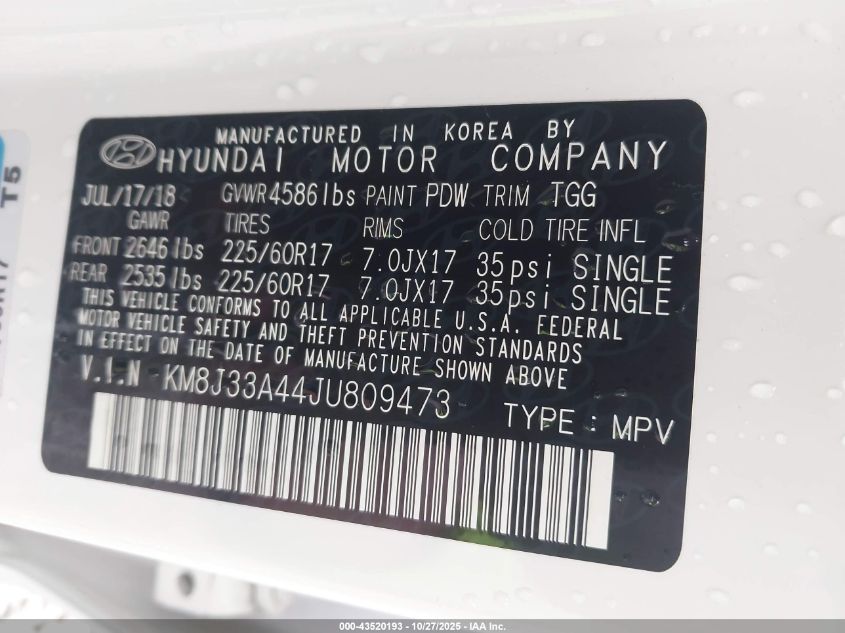 MANUFACTURED IN KOREA BY
HYUNDAI MOTOR COMPANY
JUL/17/18 GVWR 4586 lbs PAINT PDW TRIM TGG
GAWR TIRES RIMS COLD TIRE INFL
FRONT 2646 lbs 225/60R17 7.0JX17 35psi SINGLE
REAR 2535 lbs 225/60R17 7.0JX17 35psi SINGLE
THIS VEHICLE CONFORMS TO ALL APPLICABLE U.S.A. FEDERAL
MOTOR VEHICLE SAFETY AND THEFT PREVENTION STANDARDS
IN EFFECT ON THE DATE OF MANUFACTURE SHOWN ABOVE
V.I.N KM8J33A44JU809473
TYPE : MPV
T5
000-43520193 - 10/27/2025 - IAA Inc.